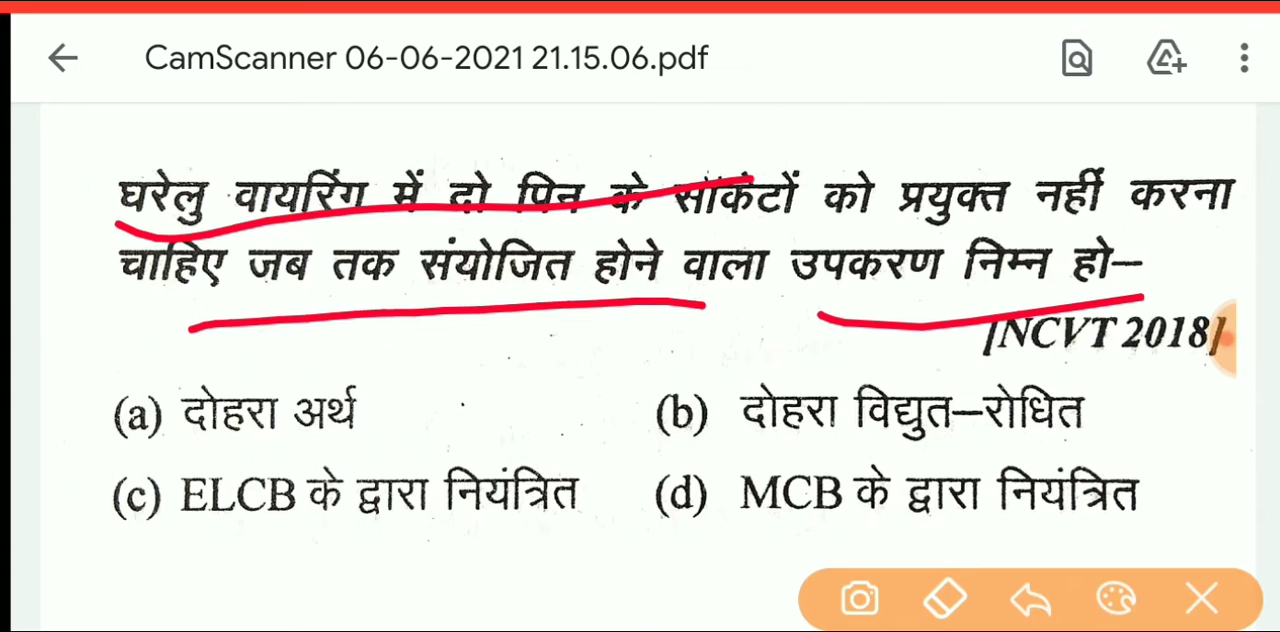 CamScanner 06-06-2021 21.15.06.pdf
घरेलु वायरिंग में दो पिन के सॉकेटों को प्रयुक्त नहीं करना
चाहिए जब तक संयोजित होने वाला उपकरण निम्न हो–
[NCVT 2018]
(a) दोहरा अर्थ (b) दोहरा विद्युत–रोधित
(c) ELCB के द्वारा नियंत्रित (d) MCB के द्वारा नियंत्रित